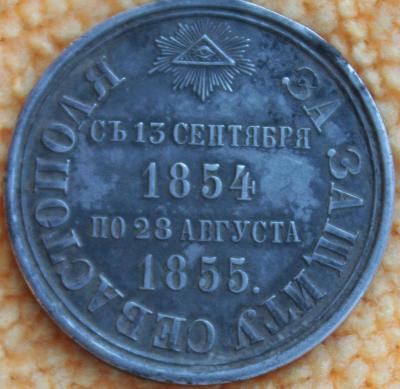 ЗА ЗАЩИТУ СЕВАСТОПОЛЯ
СЪ 13 СЕНТЯБРЯ
1854
ПО 28 АВГУСТА
1855.